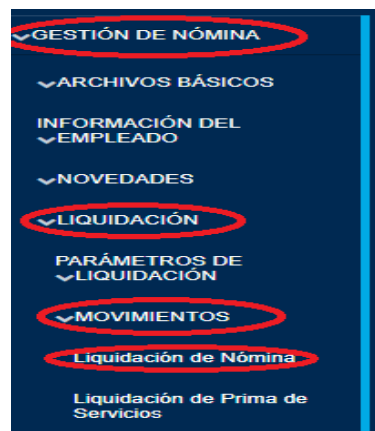 GESTIÓN DE NÓMINA
ARCHIVOS BÁSICOS
INFORMACIÓN DEL
EMPLEADO
NOVEDADES
LIQUIDACIÓN
PARÁMETROS DE
LIQUIDACIÓN
MOVIMIENTOS
Liquidación de Nómina
Liquidación de Prima de
Servicios